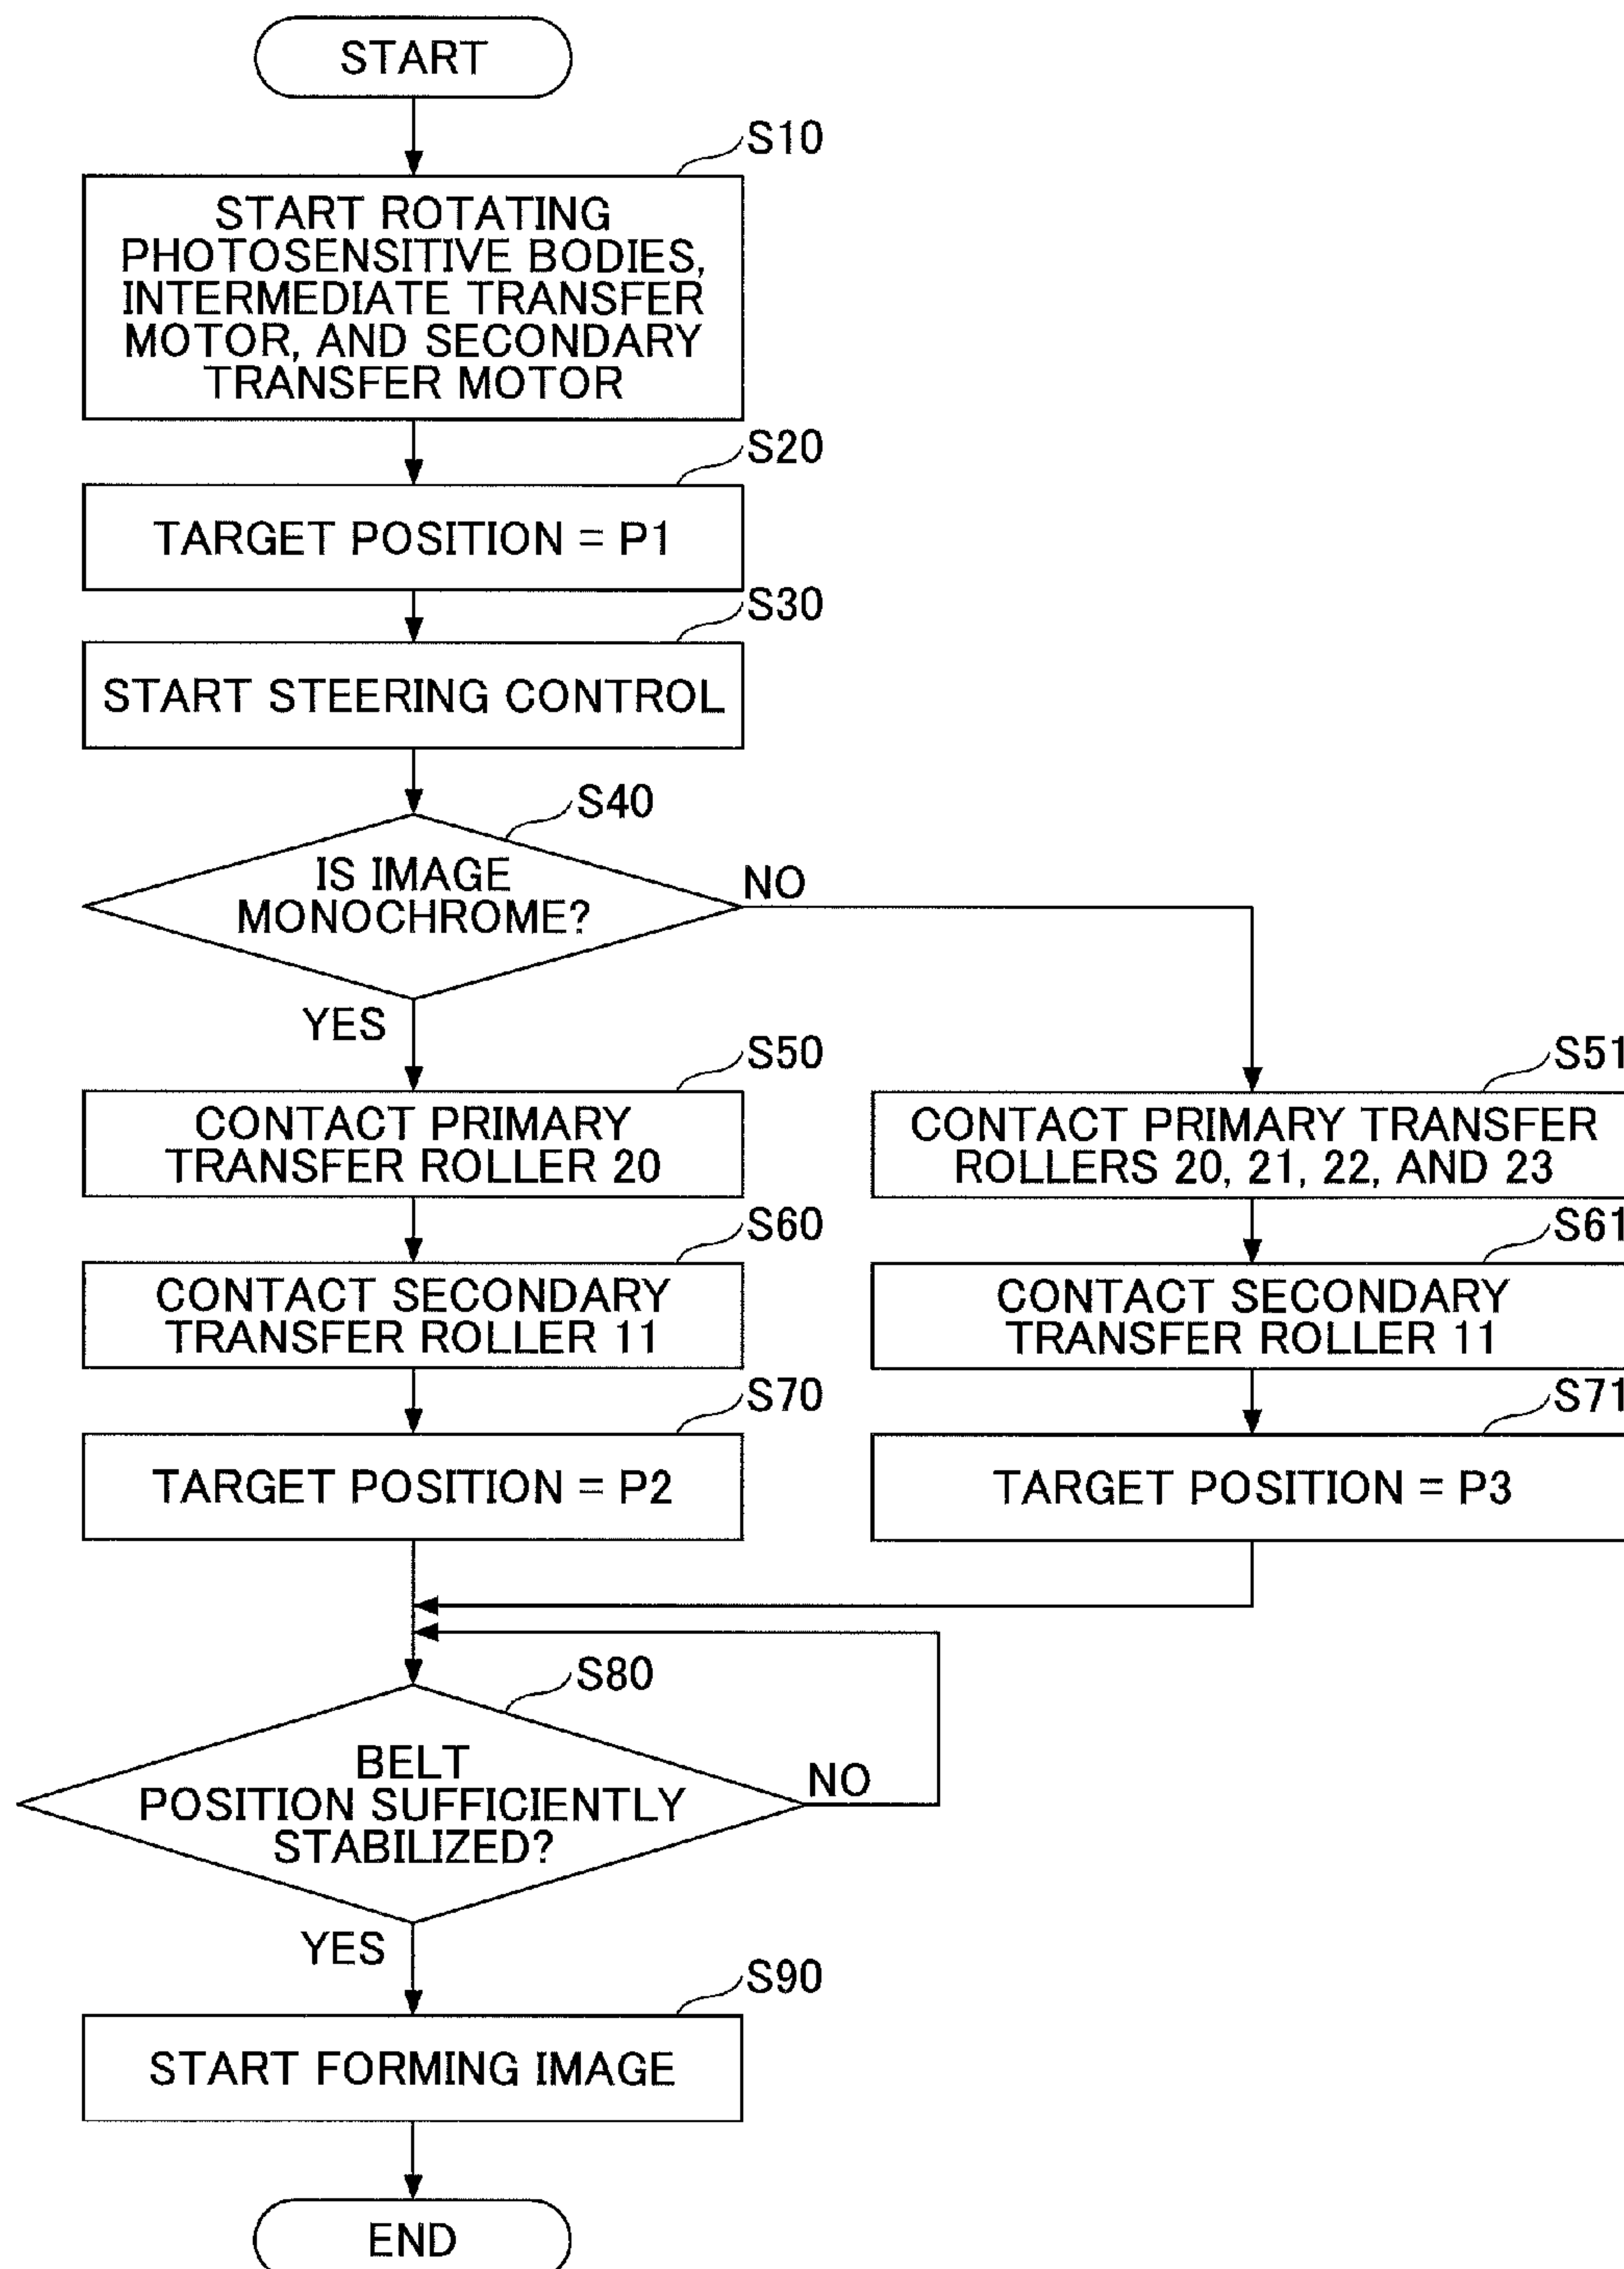 START
S10
START ROTATING
PHOTOSENSITIVE BODIES,
INTERMEDIATE TRANSFER
MOTOR, AND SECONDARY
TRANSFER MOTOR
S20
TARGET POSITION = P1
S30
START STEERING CONTROL
S40
IS IMAGE
MONOCHROME?
NO
YES
S50
CONTACT PRIMARY
TRANSFER ROLLER 20
S51
CONTACT PRIMARY TRANSFER
ROLLERS 20, 21, 22, AND 23
S60
CONTACT SECONDARY
TRANSFER ROLLER 11
S61
CONTACT SECONDARY
TRANSFER ROLLER 11
S70
TARGET POSITION = P2
S71
TARGET POSITION = P3
S80
BELT
POSITION SUFFICIENTLY
STABILIZED?
NO
YES
S90
START FORMING IMAGE
END